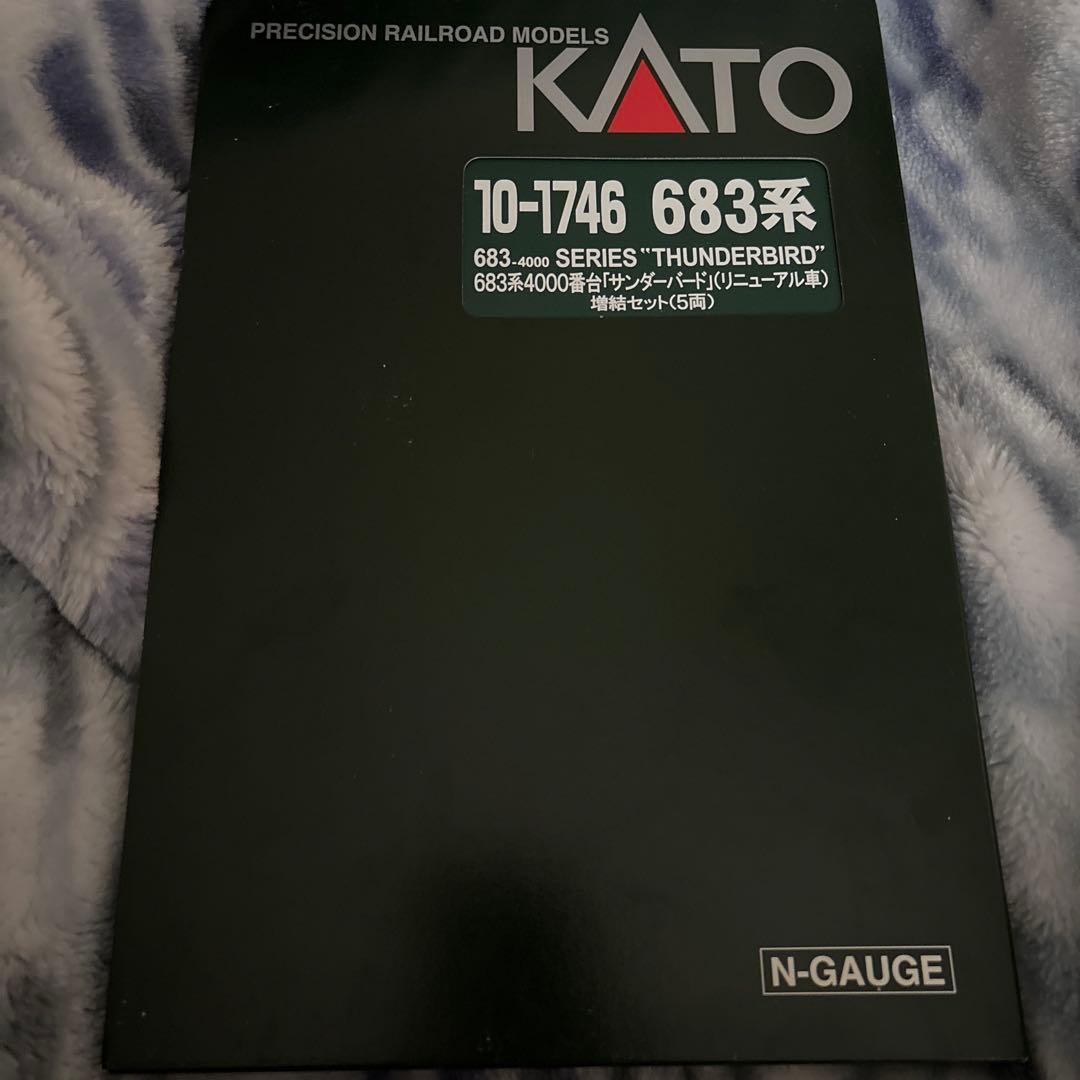 PRECISION RAILROAD MODELS
KATO
10-1746 683系
683-4000 SERIES "THUNDERBIRD"
683系4000番台「サンダーバード」(リニューアル車)
増結セット(5両)
N-GAUGE